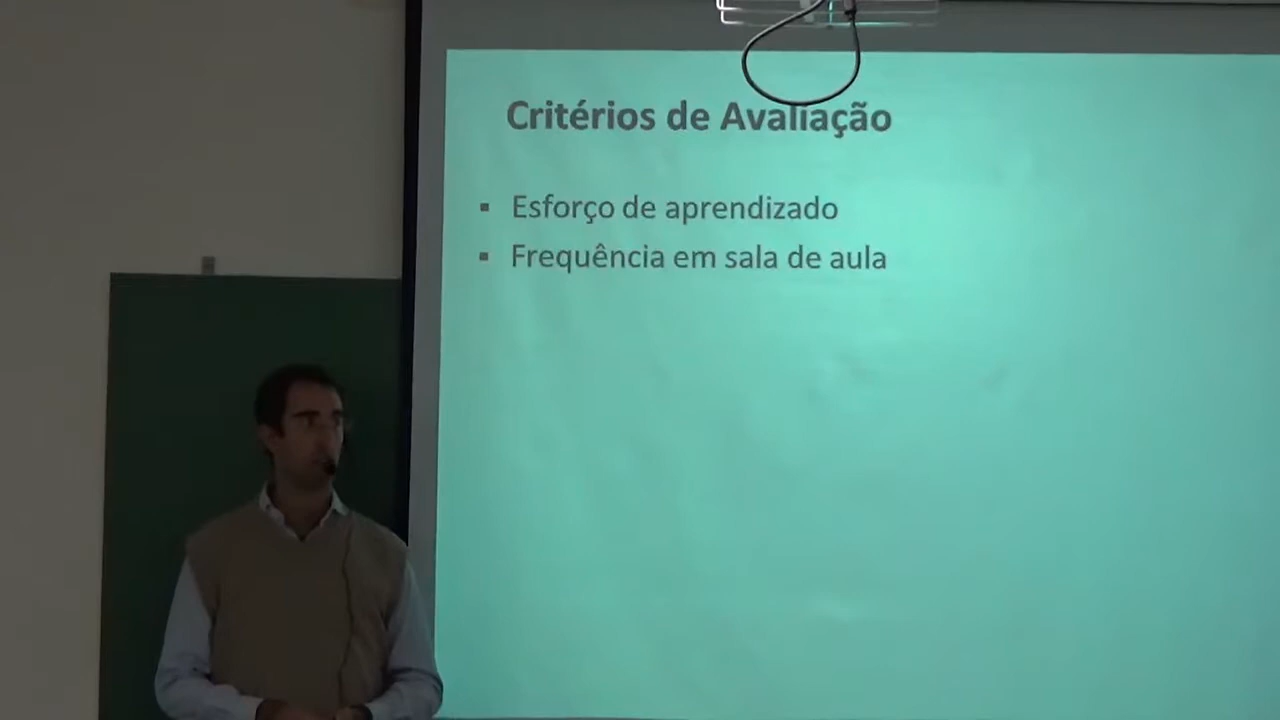 Critérios de Avaliação
▪ Esforço de aprendizado
▪ Frequência em sala de aula